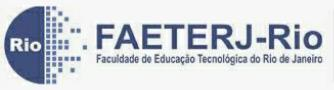 Rio
FAETERJ-Rio
Faculdade de Educação Tecnológica do Rio de Janeiro